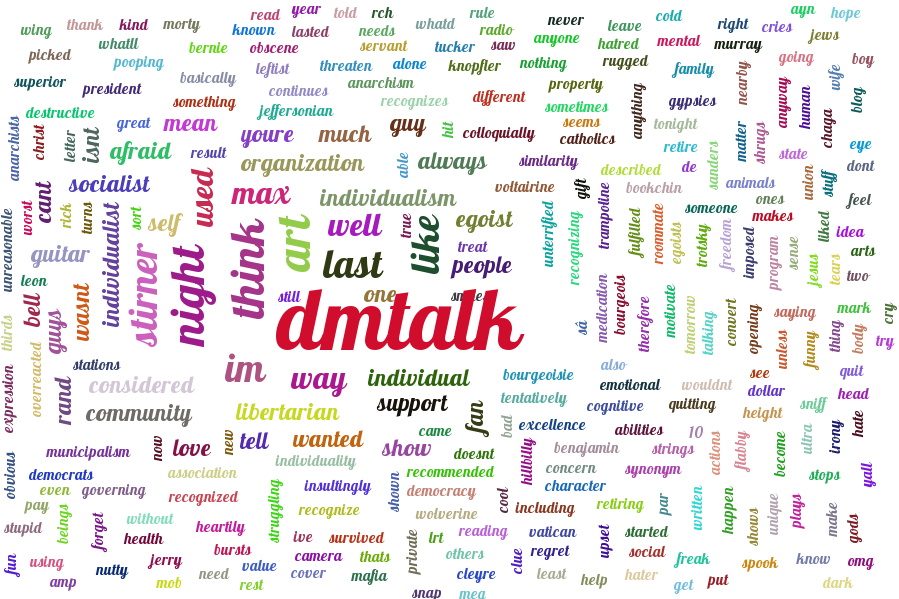 wing thank kind morty read year told rch rule never leave cold right cries ayn hope
known lasted needs whatd radio anyone hatred mental murray jews
picked whatll bernie obscene servant tucker saw rugged going boy
pooping leftist threaten alone knopfler nothing family nearby wife
superior president basically continues anarchism property anything gypsies anyway human blog
something jeffersonian recognizes different sometimes tonight
destructive great mean youre much guy hit colloquially seems catholics retire matter shrugs chaga eye
anarchists christ letter isnt afraid result organization able always similarity described de sanders state dont
socialist used max individualism voltairine gift bookchin animals union stuff feel
worst cant rick turns sort self true egoist unterrified trampoline fulfilled someone ones makes liked idea
unreasonable individualist stirner night think art well like treat recognizing roommate egoists trotsky freedom imposed program sense arts
guitar last people jesus years two
leon bell wasnt still one dmtalk sá medication bourgeois therefore motivate tomorrow talking convert opening saying mark cry
thirds guys unless funny thing body try
overreacted stations im way individual bourgeoisie also see quit
expression rand considered support tentatively emotional wouldnt dollar head
community libertarian fan bad cognitive quitting height sniff hate
now love new tell wanted show came excellence abilities 10 irony
municipalism individuality doesnt hillbilly benjamin strings actions flabby become ultra
obvious democrats association insultingly shown recommended concern synonym stops yall
even governing recognized struggling democracy cool character
pay beings forget without heartily recognize wolverine including retiring par written happen shows unique plays make gods
stupid health ive survived private lrt reading vatican upset started
fun using nutty jerry bursts camera thats others clue regret social freak spook know omg
amp mob need value cover mafia cleyre least help hater get put dark
rest snap mea